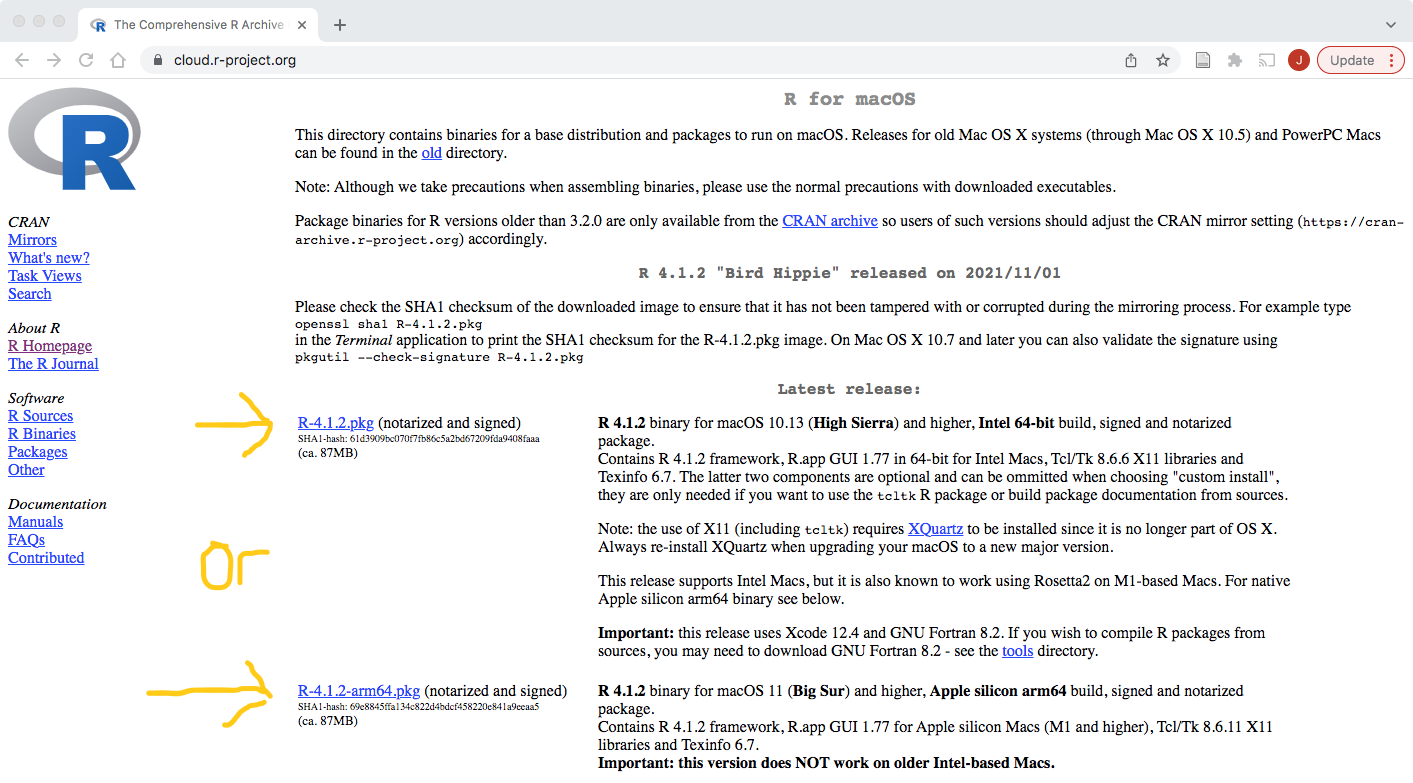 The Comprehensive R Archive
cloud.r-project.org
J
Update
R
CRAN
Mirrors
What's new?
Task Views
Search
About R
R Homepage
The R Journal
Software
R Sources
R Binaries
Packages
Other
Documentation
Manuals
FAQs
Contributed
R for macOS
This directory contains binaries for a base distribution and packages to run on macOS. Releases for old Mac OS X systems (through Mac OS X 10.5) and PowerPC Macs
can be found in the old directory.
Note: Although we take precautions when assembling binaries, please use the normal precautions with downloaded executables.
Package binaries for R versions older than 3.2.0 are only available from the CRAN archive so users of such versions should adjust the CRAN mirror setting (https://cran-
archive.r-project.org) accordingly.
R 4.1.2 "Bird Hippie" released on 2021/11/01
Please check the SHA1 checksum of the downloaded image to ensure that it has not been tampered with or corrupted during the mirroring process. For example type
openssl sha1 R-4.1.2.pkg
in the Terminal application to print the SHA1 checksum for the R-4.1.2.pkg image. On Mac OS X 10.7 and later you can also validate the signature using
pkgutil --check-signature R-4.1.2.pkg
Latest release:
R-4.1.2.pkg (notarized and signed)
SHA1-hash: 61d3909bc070f7fb86c5a2bd67209fda9408faaa
(ca. 87MB)
R 4.1.2 binary for macOS 10.13 (High Sierra) and higher, Intel 64-bit build, signed and notarized
package.
Contains R 4.1.2 framework, R.app GUI 1.77 in 64-bit for Intel Macs, Tcl/Tk 8.6.6 X11 libraries and
Texinfo 6.7. The latter two components are optional and can be ommitted when choosing "custom install",
they are only needed if you want to use the tcltk R package or build package documentation from sources.
Note: the use of X11 (including tcltk) requires XQuartz to be installed since it is no longer part of OS X.
Always re-install XQuartz when upgrading your macOS to a new major version.
This release supports Intel Macs, but it is also known to work using Rosetta2 on M1-based Macs. For native
Apple silicon arm64 binary see below.
Important: this release uses Xcode 12.4 and GNU Fortran 8.2. If you wish to compile R packages from
sources, you may need to download GNU Fortran 8.2 - see the tools directory.
or
R-4.1.2-arm64.pkg (notarized and signed)
SHA1-hash: 69e8845ffa134c822d4bdcf458220e841a9eeaa5
(ca. 87MB)
R 4.1.2 binary for macOS 11 (Big Sur) and higher, Apple silicon arm64 build, signed and notarized
package.
Contains R 4.1.2 framework, R.app GUI 1.77 for Apple silicon Macs (M1 and higher), Tcl/Tk 8.6.11 X11
libraries and Texinfo 6.7.
Important: this version does NOT work on older Intel-based Macs.